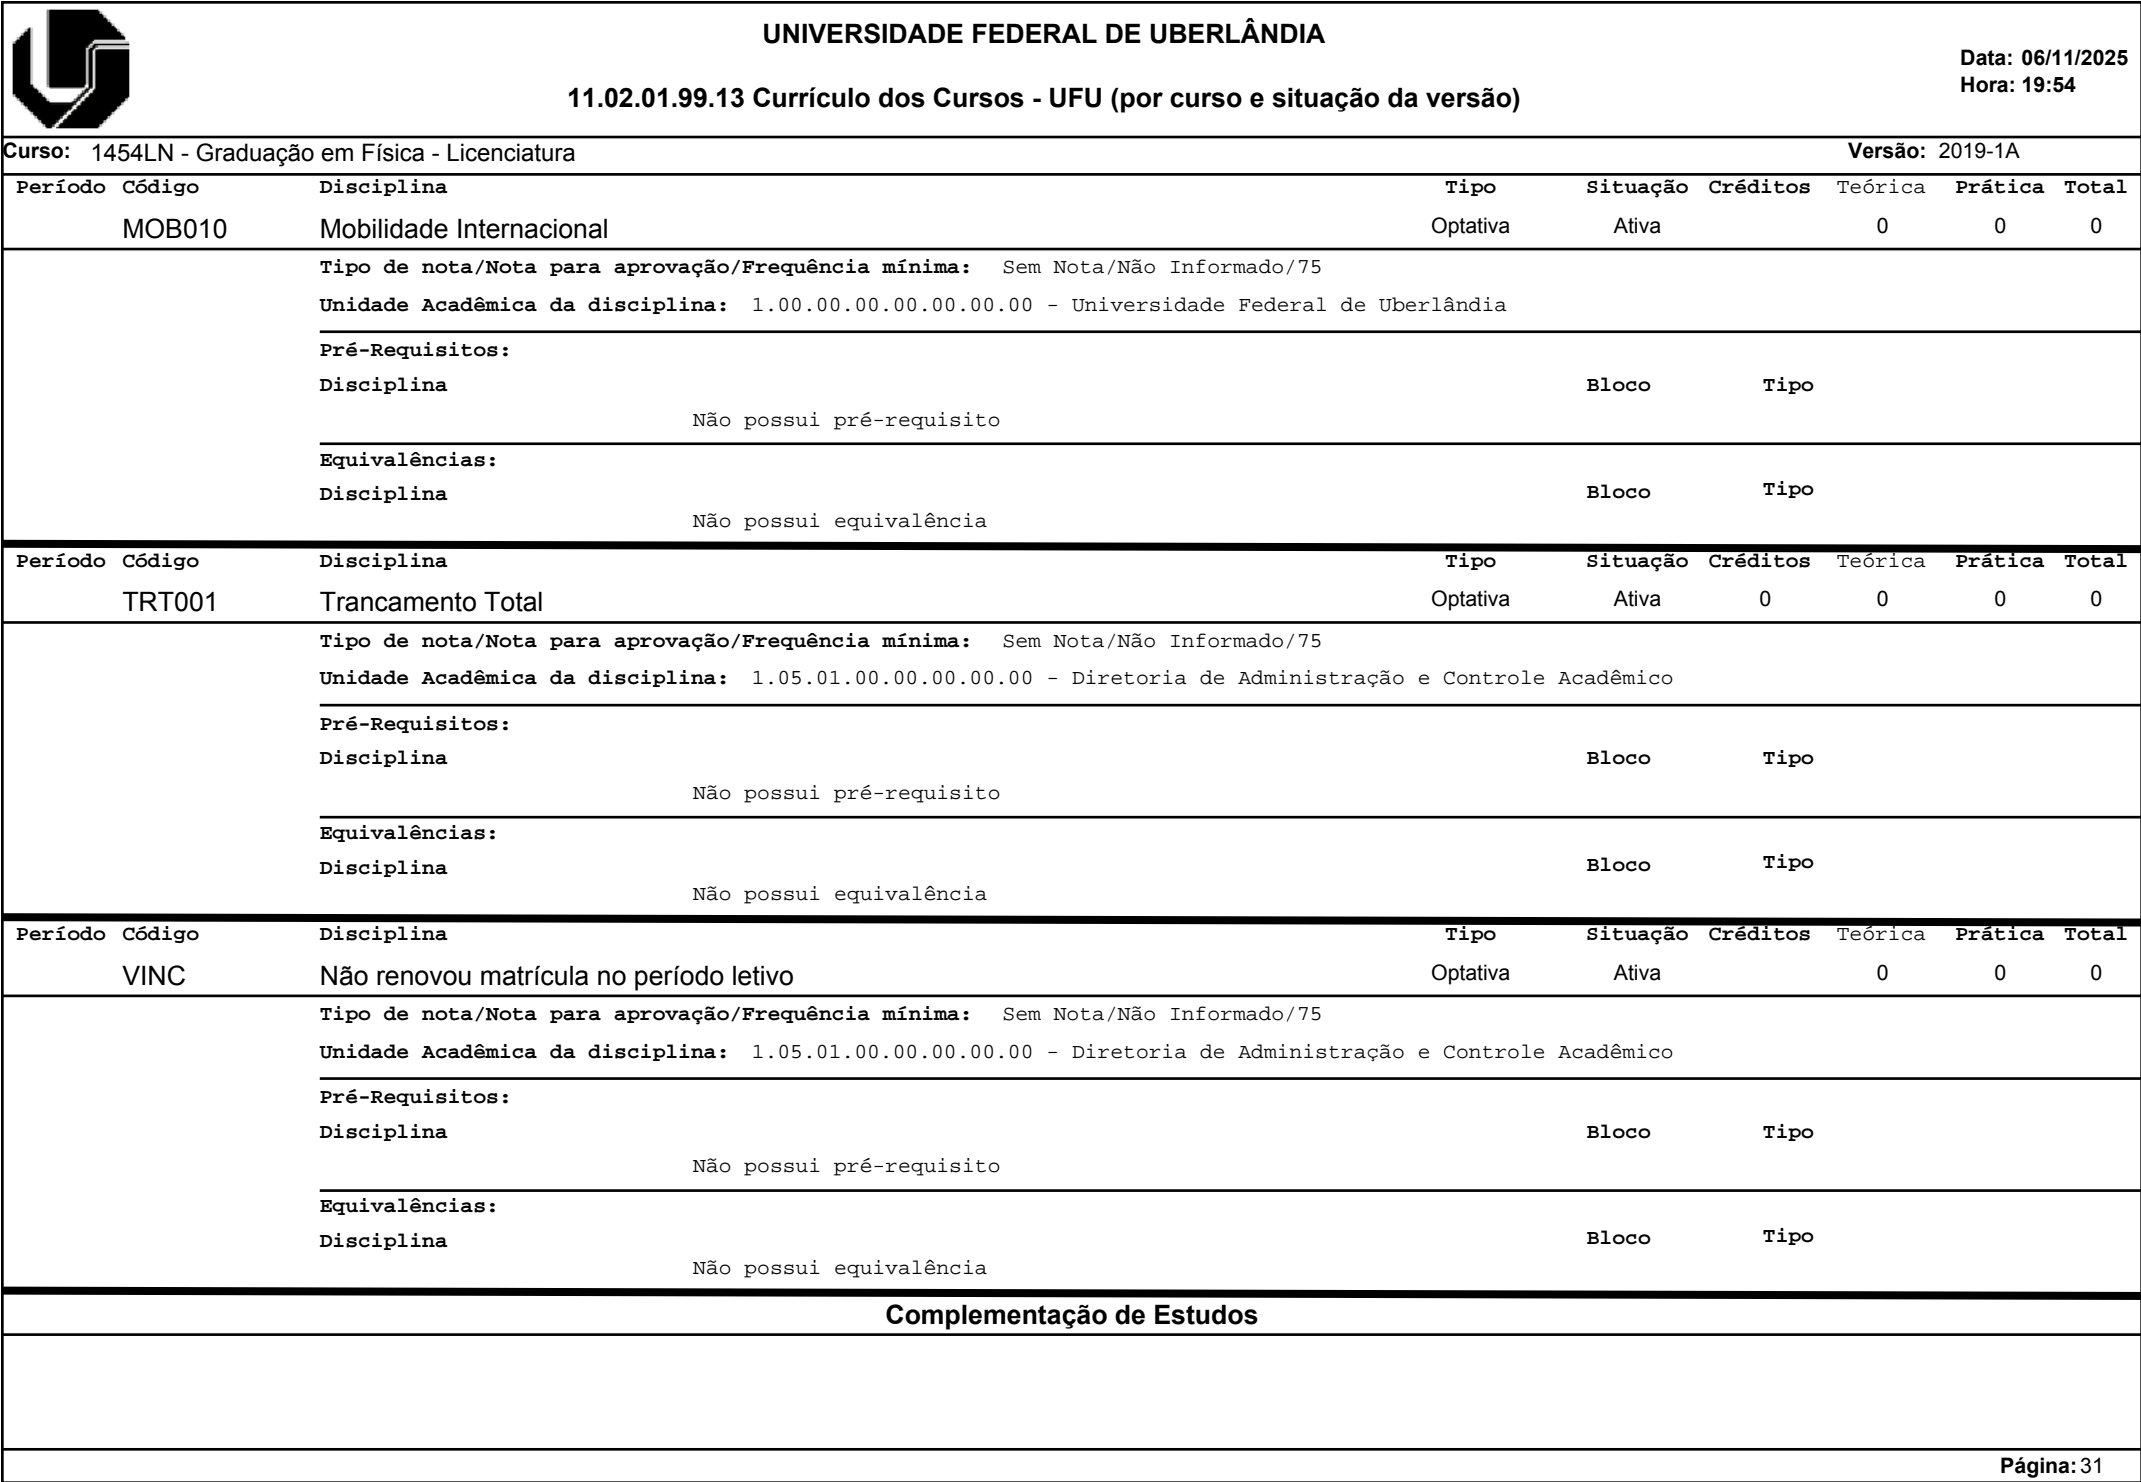 UNIVERSIDADE FEDERAL DE UBERLÂNDIA
Data: 06/11/2025
Hora: 19:54
11.02.01.99.13 Currículo dos Cursos - UFU (por curso e situação da versão)
Curso: 1454LN - Graduação em Física - Licenciatura Versão: 2019-1A
Período Código Disciplina Tipo Situação Créditos Teórica Prática Total
MOB010 Mobilidade Internacional Optativa Ativa 0 0 0
Tipo de nota/Nota para aprovação/Frequência mínima: Sem Nota/Não Informado/75
Unidade Acadêmica da disciplina: 1.00.00.00.00.00.00.00 - Universidade Federal de Uberlândia
Pré-Requisitos:
Disciplina Bloco Tipo
Não possui pré-requisito
Equivalências:
Disciplina Bloco Tipo
Não possui equivalência
Período Código Disciplina Tipo Situação Créditos Teórica Prática Total
TRT001 Trancamento Total Optativa Ativa 0 0 0 0
Tipo de nota/Nota para aprovação/Frequência mínima: Sem Nota/Não Informado/75
Unidade Acadêmica da disciplina: 1.05.01.00.00.00.00.00 - Diretoria de Administração e Controle Acadêmico
Pré-Requisitos:
Disciplina Bloco Tipo
Não possui pré-requisito
Equivalências:
Disciplina Bloco Tipo
Não possui equivalência
Período Código Disciplina Tipo Situação Créditos Teórica Prática Total
VINC Não renovou matrícula no período letivo Optativa Ativa 0 0 0
Tipo de nota/Nota para aprovação/Frequência mínima: Sem Nota/Não Informado/75
Unidade Acadêmica da disciplina: 1.05.01.00.00.00.00.00 - Diretoria de Administração e Controle Acadêmico
Pré-Requisitos:
Disciplina Bloco Tipo
Não possui pré-requisito
Equivalências:
Disciplina Bloco Tipo
Não possui equivalência
Complementação de Estudos
Página: 31